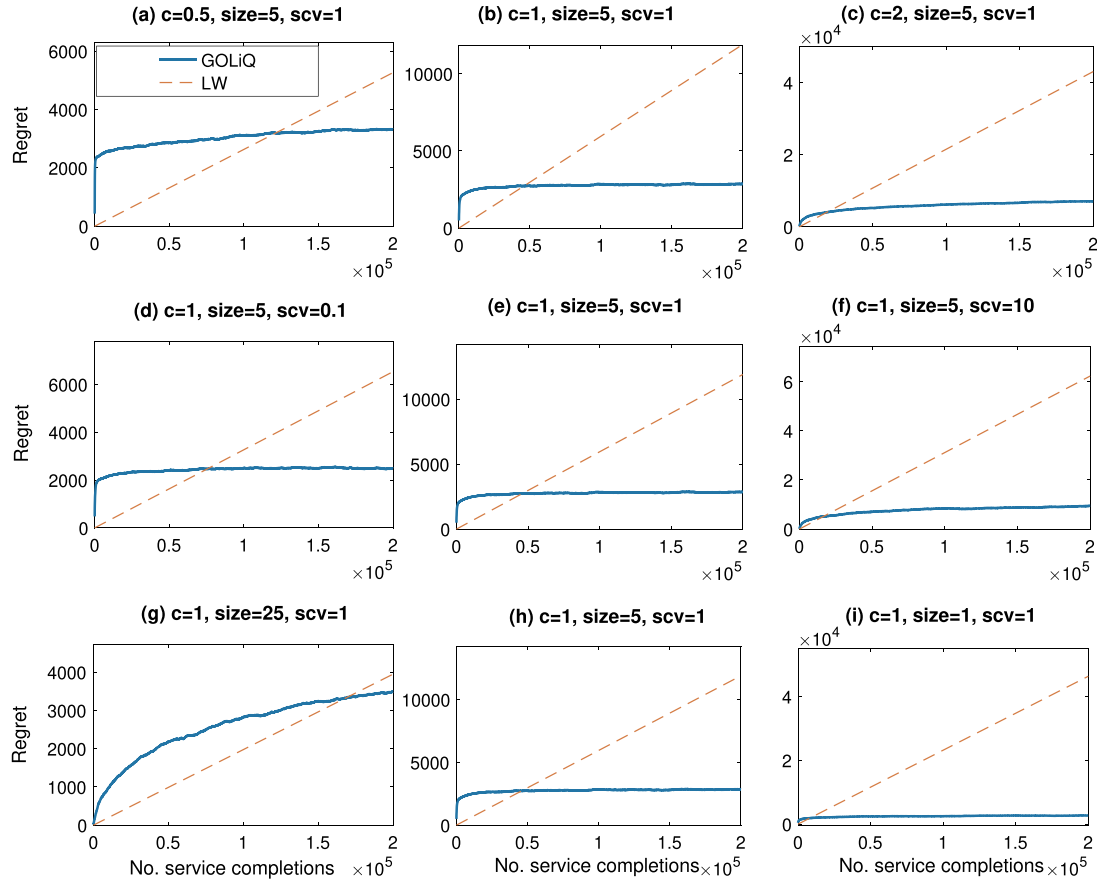 (a) c=0.5, size=5, scv=1
(b) c=1, size=5, scv=1
(c) c=2, size=5, scv=1
Regret
6000
4000
2000
0
GOLiQ
LW
0 0.5 1 1.5 2
×10⁵
10000
5000
0
0 0.5 1 1.5 2
×10⁵
×10⁴
4
2
0
0 0.5 1 1.5 2
×10⁵
(d) c=1, size=5, scv=0.1
(e) c=1, size=5, scv=1
(f) c=1, size=5, scv=10
Regret
6000
4000
2000
0
0 0.5 1 1.5 2
×10⁵
10000
5000
0
0 0.5 1 1.5 2
×10⁵
×10⁴
6
4
2
0
0 0.5 1 1.5 2
×10⁵
(g) c=1, size=25, scv=1
(h) c=1, size=5, scv=1
(i) c=1, size=1, scv=1
Regret
4000
3000
2000
1000
0
0 0.5 1 1.5 2
No. service completions ×10⁵
10000
5000
0
0 0.5 1 1.5 2
No. service completions ×10⁵
×10⁴
4
2
0
0 0.5 1 1.5 2
No. service completions ×10⁵